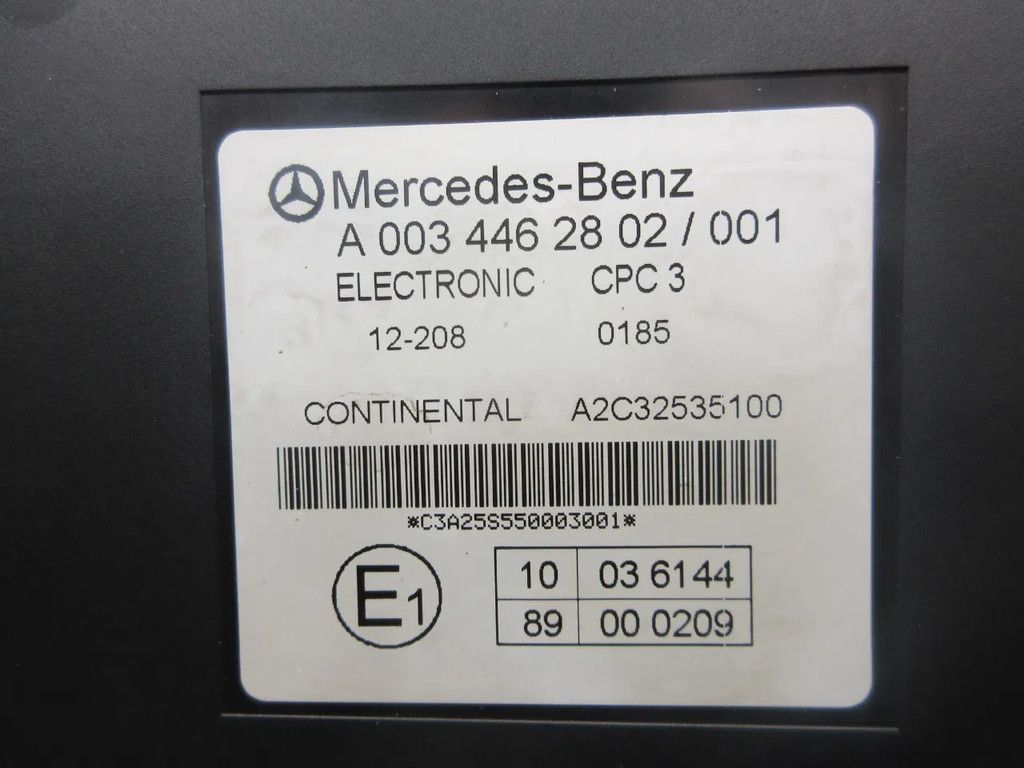 Mercedes-Benz
A 003 446 28 02 / 001
ELECTRONIC CPC 3
12-208 0185
CONTINENTAL A2C32535100
*C3A25S550003001*
E1
10 03 6144
89 00 0209